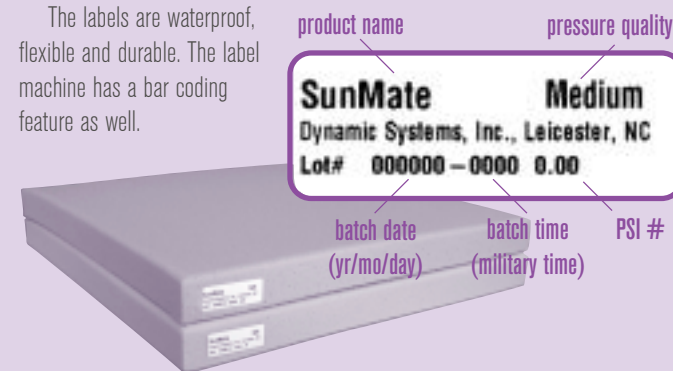 The labels are waterproof,
flexible and durable. The label
machine has a bar coding
feature as well.
product name pressure quality
SunMate Medium
Dynamic Systems, Inc., Leicester, NC
Lot# 000000 – 0000 0.00
batch date batch time PSI #
(yr/mo/day) (military time)